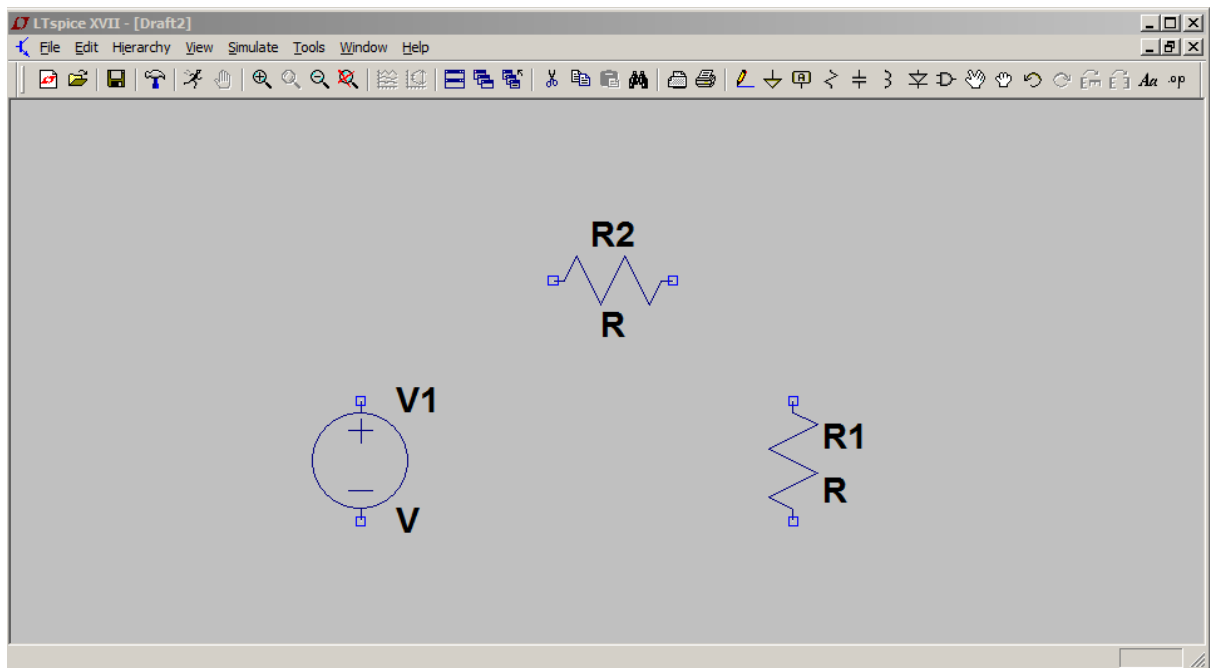 LTspice XVII - [Draft2]
File Edit Hierarchy View Simulate Tools Window Help
A Aa .op
R2
R
V1
V
R1
R